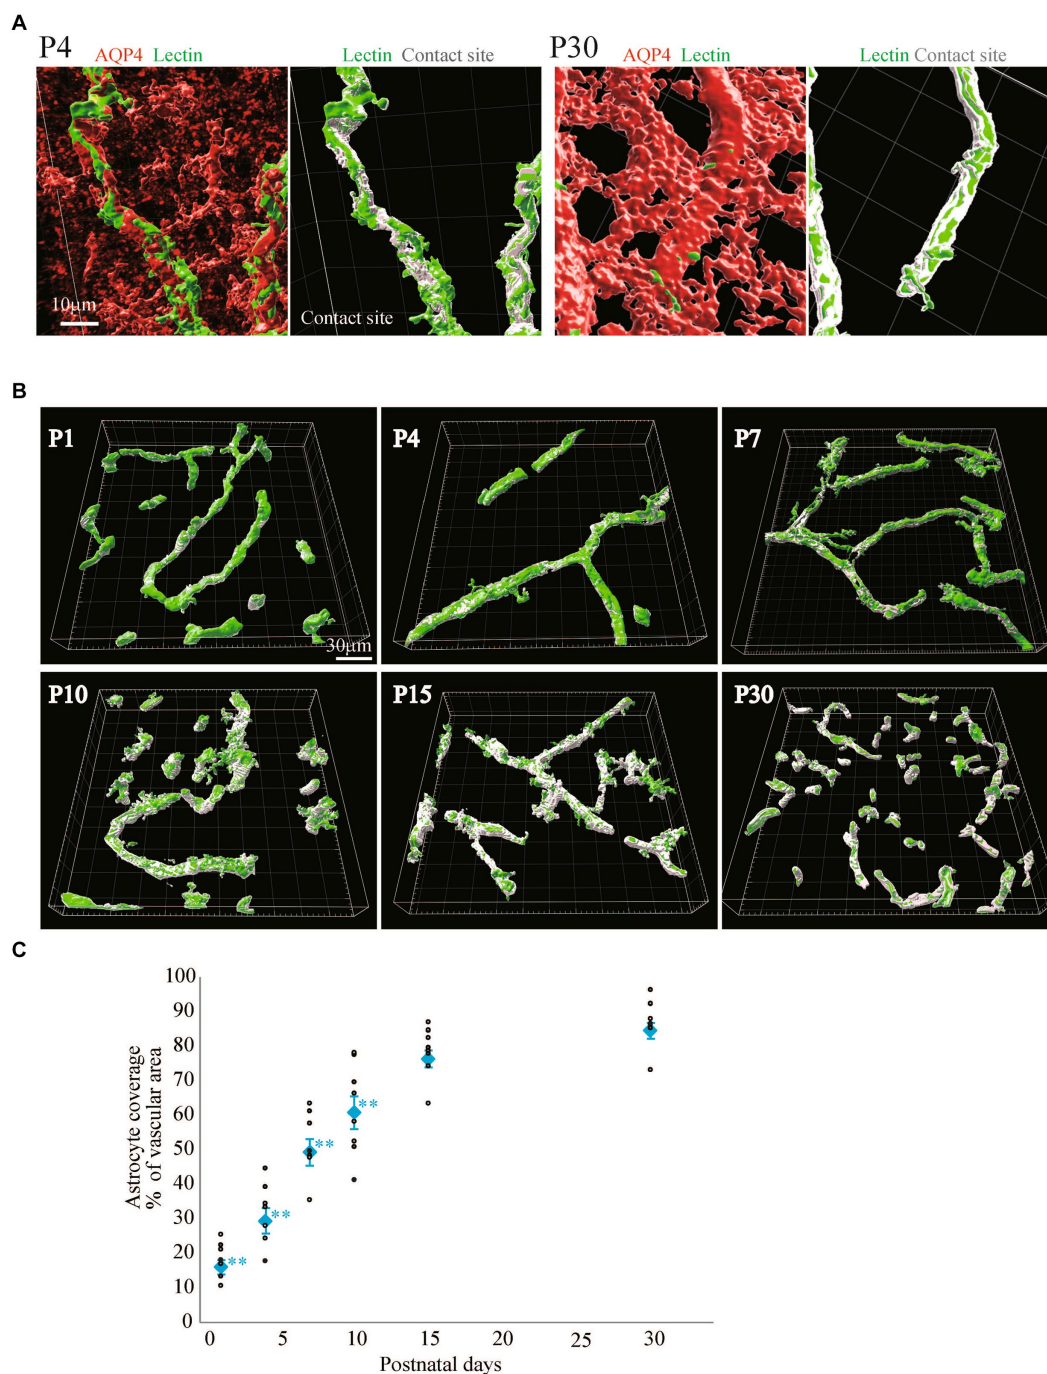 A
P4
AQP4 Lectin
Lectin Contact site
P30
AQP4 Lectin
Lectin Contact site
10μm
Contact site
B
P1
P4
P7
30μm
P10
P15
P30
C
100
90
80
70
60
50
40
30
20
10
0
Astrocyte coverage
% of vascular area
**
**
**
**
0 5 10 15 20 25 30
Postnatal days